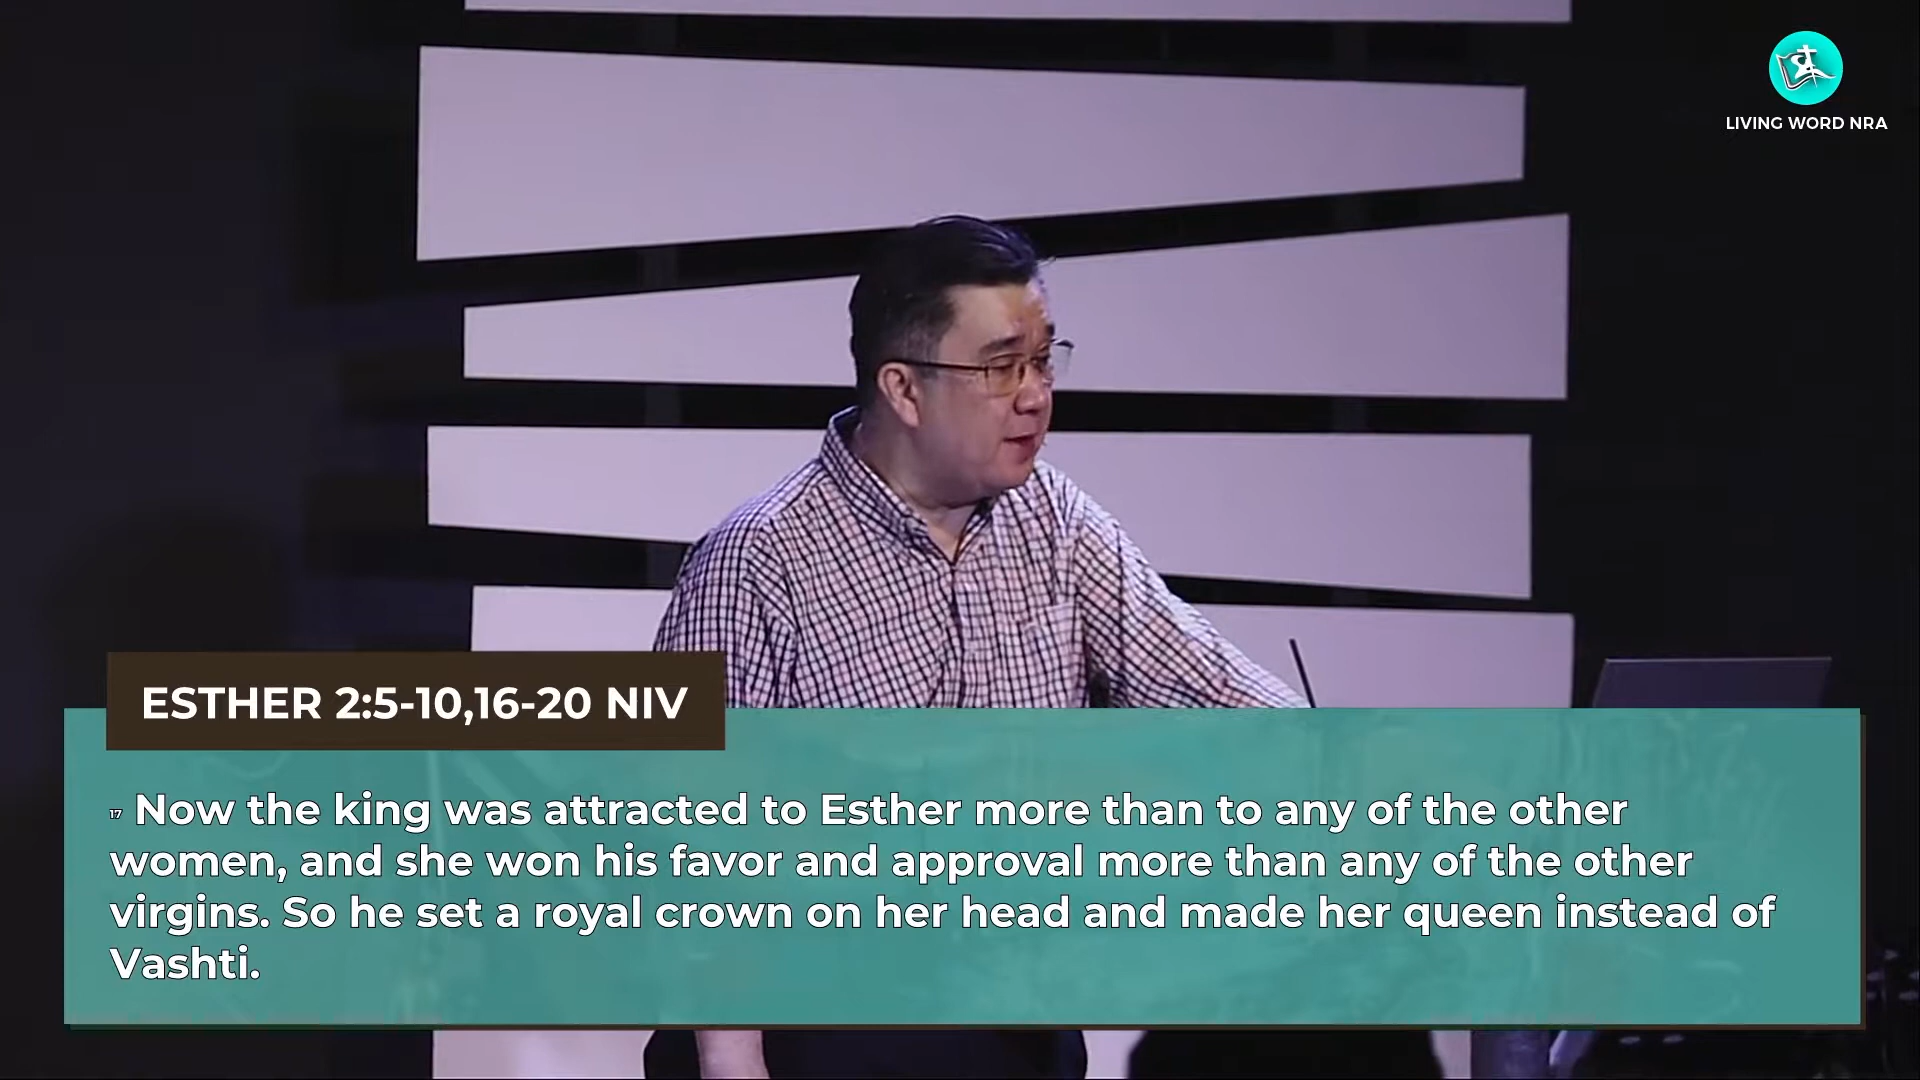 LIVING WORD NRA
ESTHER 2:5-10,16-20 NIV
17 Now the king was attracted to Esther more than to any of the other
women, and she won his favor and approval more than any of the other
virgins. So he set a royal crown on her head and made her queen instead of
Vashti.